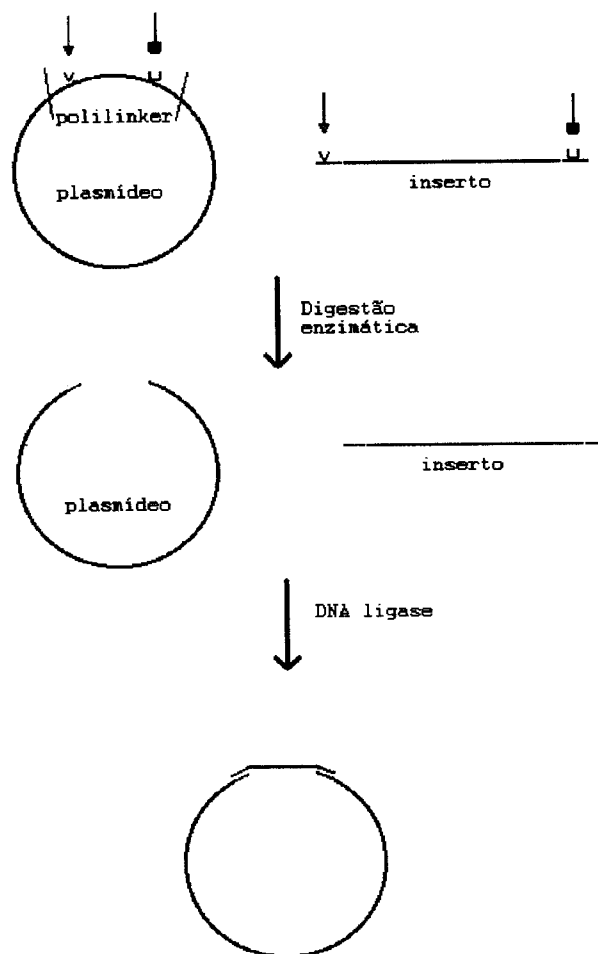 polilinker
plasmídeo
inserto
Digestão
enzimática
plasmídeo
inserto
DNA ligase